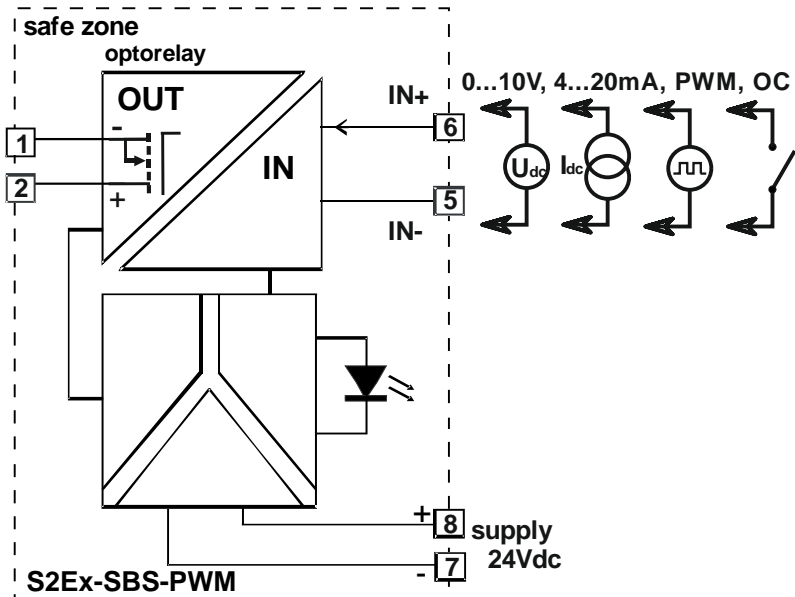 safe zone
optorelay
OUT
IN
1
-
2
+
IN+
6
5
IN-
0...10V, 4...20mA, PWM, OC
Udc
Idc
+
8
supply
24Vdc
-
7
S2Ex-SBS-PWM